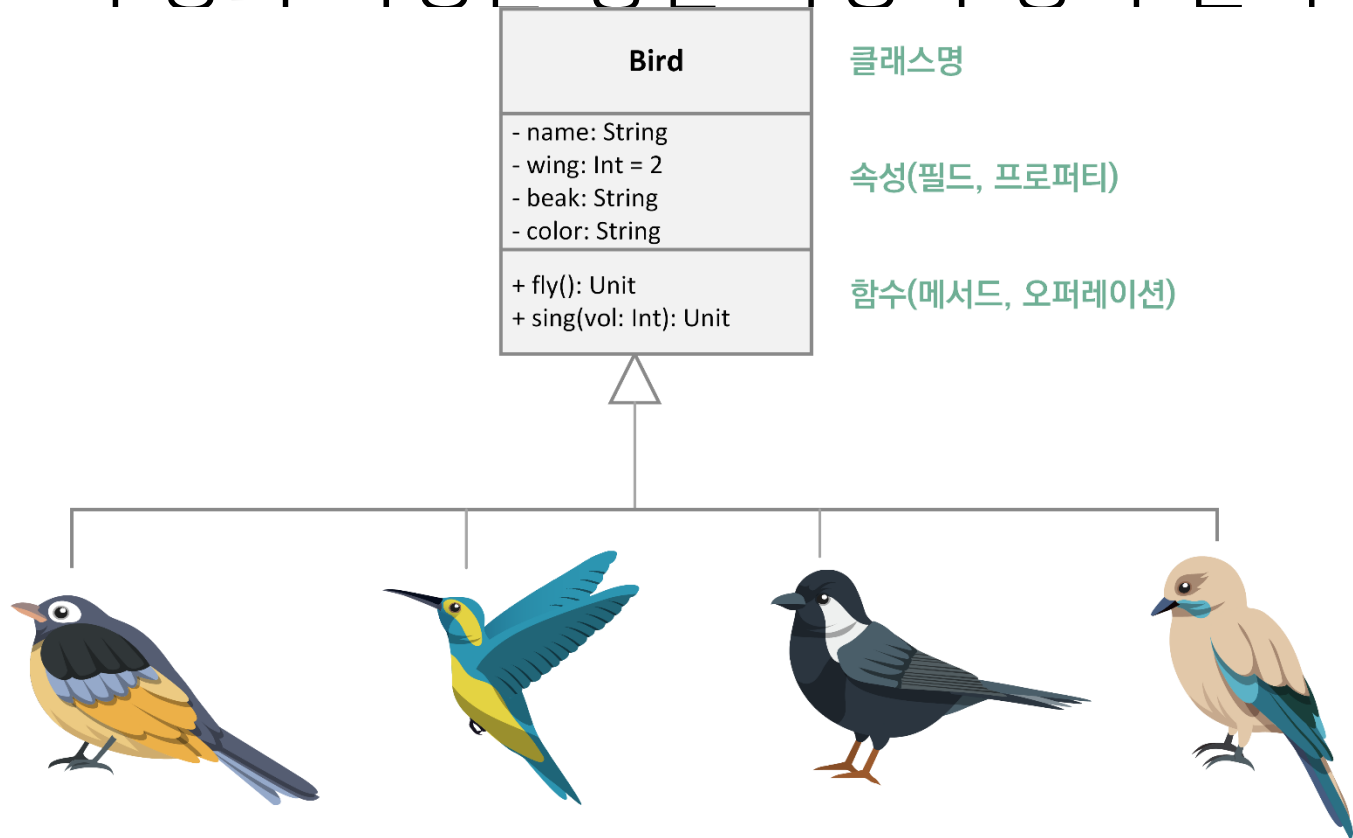 Bird
클래스명
- name: String
- wing: Int = 2
- beak: String
- color: String
속성(필드, 프로퍼티)
+ fly(): Unit
+ sing(vol: Int): Unit
함수(메서드, 오퍼레이션)